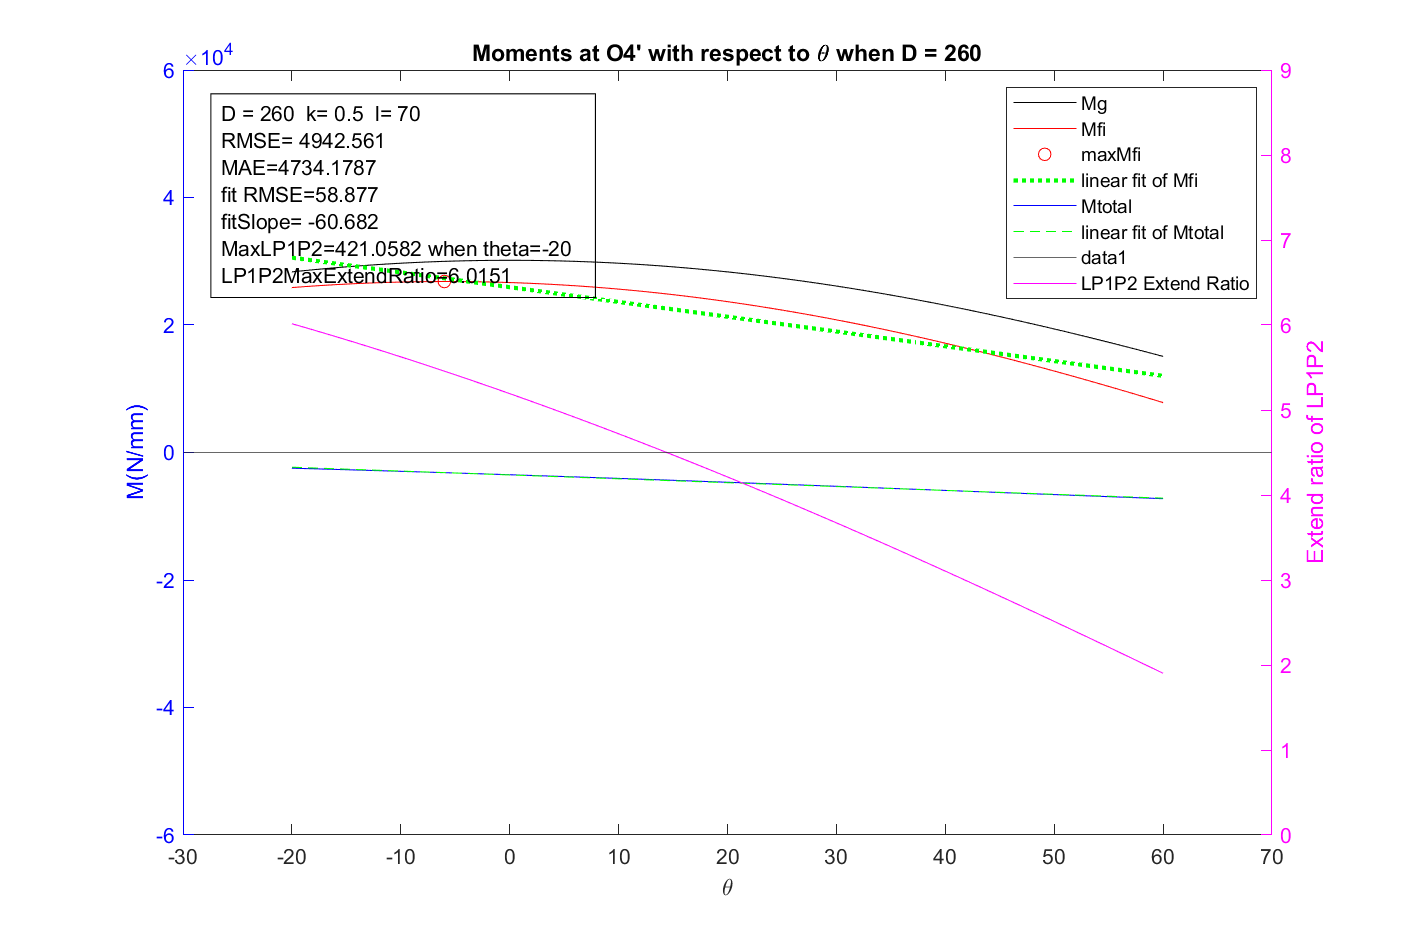 Moments at O4' with respect to θ when D = 260
×10⁴
6
4
2
0
-2
-4
-6
M(N/mm)
D = 260  k= 0.5  l= 70
RMSE= 4942.561
MAE=4734.1787
fit RMSE=58.877
fitSlope= -60.682
MaxLP1P2=421.0582 when theta=-20
LP1P2MaxExtendRatio=6.0151
Mg
Mfi
maxMfi
linear fit of Mfi
Mtotal
linear fit of Mtotal
data1
LP1P2 Extend Ratio
9
8
7
6
5
4
3
2
1
0
Extend ratio of LP1P2
-30 -20 -10 0 10 20 30 40 50 60 70
θ